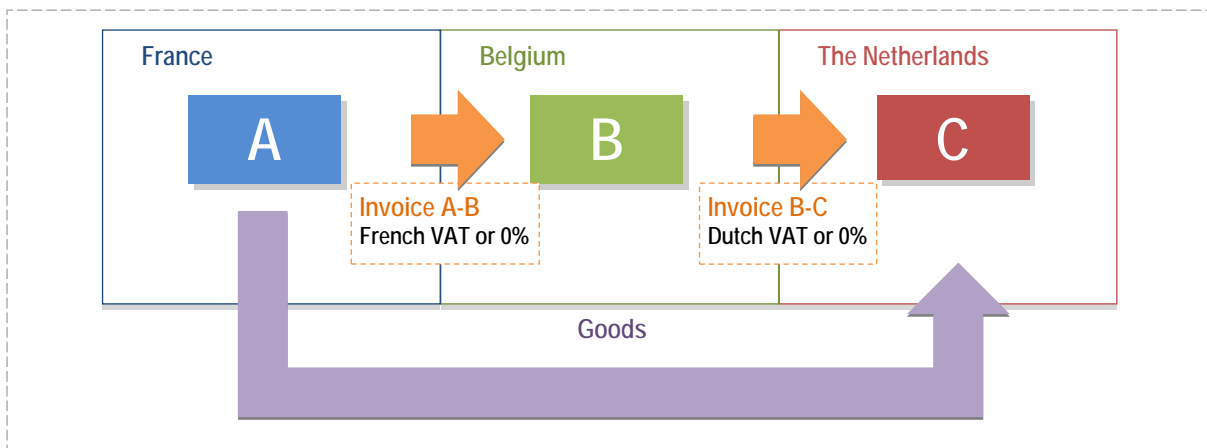 France
Belgium
The Netherlands
A
B
C
Invoice A-B
French VAT or 0%
Invoice B-C
Dutch VAT or 0%
Goods